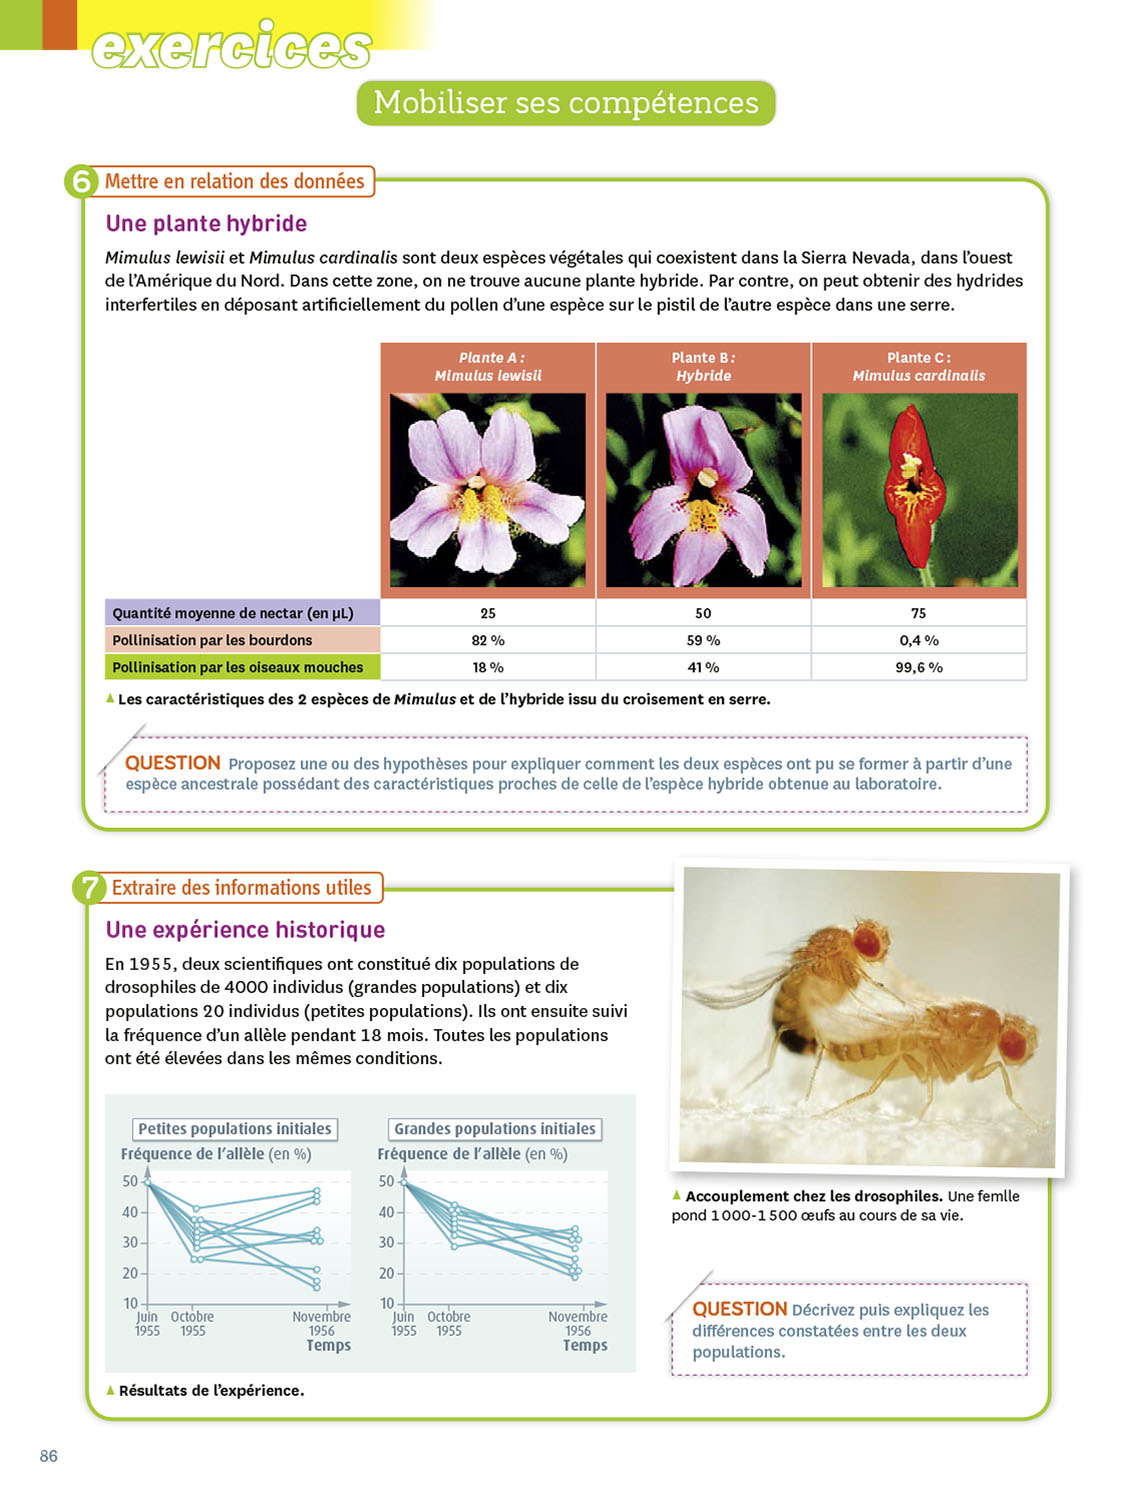 exercices
Mobiliser ses compétences
6 Mettre en relation des données
Une plante hybride
Mimulus lewisii et Mimulus cardinalis sont deux espèces végétales qui coexistent dans la Sierra Nevada, dans l'ouest
de l'Amérique du Nord. Dans cette zone, on ne trouve aucune plante hybride. Par contre, on peut obtenir des hydrides
interfertiles en déposant artificiellement du pollen d'une espèce sur le pistil de l'autre espèce dans une serre.
Plante A : Plante B : Plante C :
Mimulus lewisii Hybride Mimulus cardinalis
Quantité moyenne de nectar (en µL) 25 50 75
Pollinisation par les bourdons 82 % 59 % 0,4 %
Pollinisation par les oiseaux mouches 18 % 41 % 99,6 %
Les caractéristiques des 2 espèces de Mimulus et de l'hybride issu du croisement en serre.
QUESTION Proposez une ou des hypothèses pour expliquer comment les deux espèces ont pu se former à partir d'une
espèce ancestrale possédant des caractéristiques proches de celle de l'espèce hybride obtenue au laboratoire.
7 Extraire des informations utiles
Une expérience historique
En 1955, deux scientifiques ont constitué dix populations de
drosophiles de 4000 individus (grandes populations) et dix
populations 20 individus (petites populations). Ils ont ensuite suivi
la fréquence d'un allèle pendant 18 mois. Toutes les populations
ont été élevées dans les mêmes conditions.
Petites populations initiales
Fréquence de l'allèle (en %)
50
40
30
20
10
Juin Octobre Novembre
1955 1955 1956
Temps
Grandes populations initiales
Fréquence de l'allèle (en %)
50
40
30
20
10
Juin Octobre Novembre
1955 1955 1956
Temps
Résultats de l'expérience.
Accouplement chez les drosophiles. Une femlle
pond 1000-1500 œufs au cours de sa vie.
QUESTION Décrivez puis expliquez les
différences constatées entre les deux
populations.
86